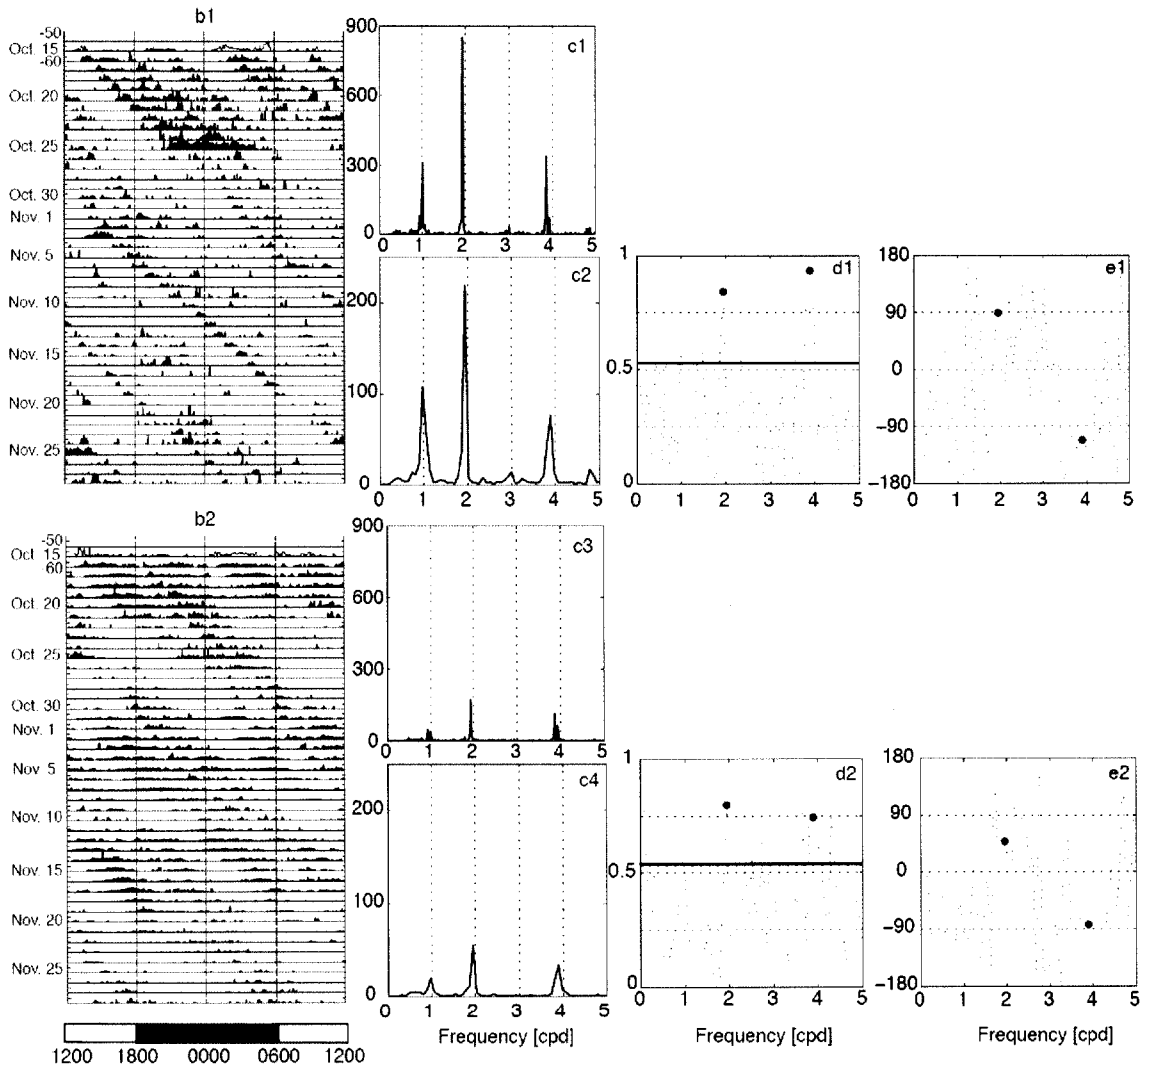 b1
-50
Oct. 15
-60
Oct. 20
Oct. 25
Oct. 30
Nov. 1
Nov. 5
Nov. 10
Nov. 15
Nov. 20
Nov. 25
900
600
300
0
c1
0 1 2 3 4 5
200
100
0
c2
0 1 2 3 4 5
1
0.5
0
d1
0 1 2 3 4 5
180
90
0
-90
-180
e1
0 1 2 3 4 5
b2
-50
Oct 15
60
Oct. 20
Oct 25
Oct. 30
Nov. 1
Nov 5
Nov. 10
Nov. 15
Nov. 20
Nov. 25
1200 1800 0000 0600 1200
900
600
300
0
c3
0 1 2 3 4 5
200
100
0
c4
0 1 2 3 4 5
Frequency [cpd]
1
0.5
0
d2
0 1 2 3 4 5
Frequency [cpd]
180
90
0
-90
-180
e2
0 1 2 3 4 5
Frequency [cpd]